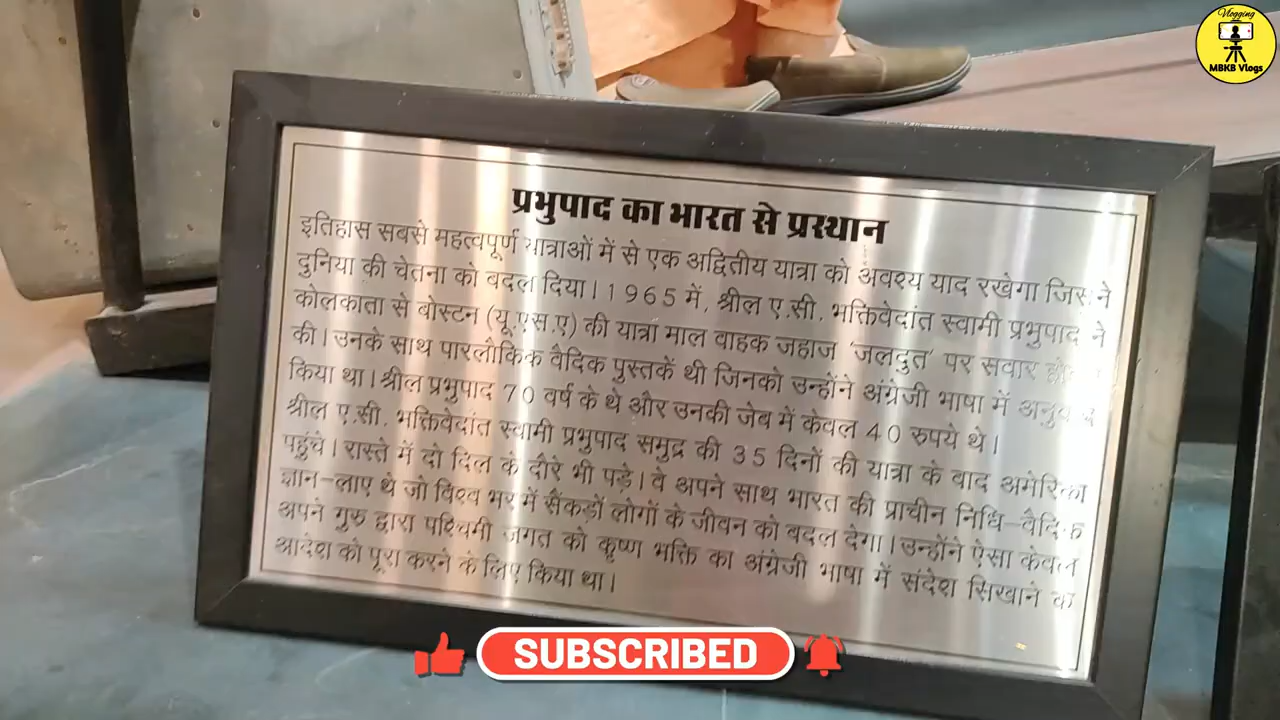 Vlogging
MBKB Vlogs
प्रभुपाद का भारत से प्रस्थान
इतिहास सबसे महत्वपूर्ण यात्राओं में से एक अद्वितीय यात्रा को अवश्य याद रखेगा जिस ने
दुनिया की चेतना को बदल दिया। 1965 में, श्रील ए.सी. भक्तिवेदांत स्वामी प्रभुपाद ने
कोलकाता से बोस्टन (यू.एस.ए) की यात्रा माल वाहक जहाज 'जलदुत' पर सवार
की। उनके साथ पारलौकिक वैदिक पुस्तकें थी जिनको उन्होंने अंग्रेजी भाषा में
किया था। श्रील प्रभुपाद 70 वर्ष के थे और उनकी जेब में केवल 40 रुपये थे।
श्रील ए.सी. भक्तिवेदांत स्वामी प्रभुपाद समुद्र की 35 दिनों की यात्रा के बाद अमेरिका
पहुंचे। रास्ते में दो दिल के दौरे भी पडे। वे अपने साथ भारत की प्राचीन निधि-वैदिक
ज्ञान-लाए थे जो विश्व भर में सैंकड़ों लोगों के जीवन को बदल देगा। उन्होंने ऐसा केवल
अपने गुरु द्वारा पश्चिमी जगत को कृष्ण भक्ति का अंग्रेजी भाषा में संदेश सिखाने का
आदेश को पूरा करने के लिए किया था।
SUBSCRIBED